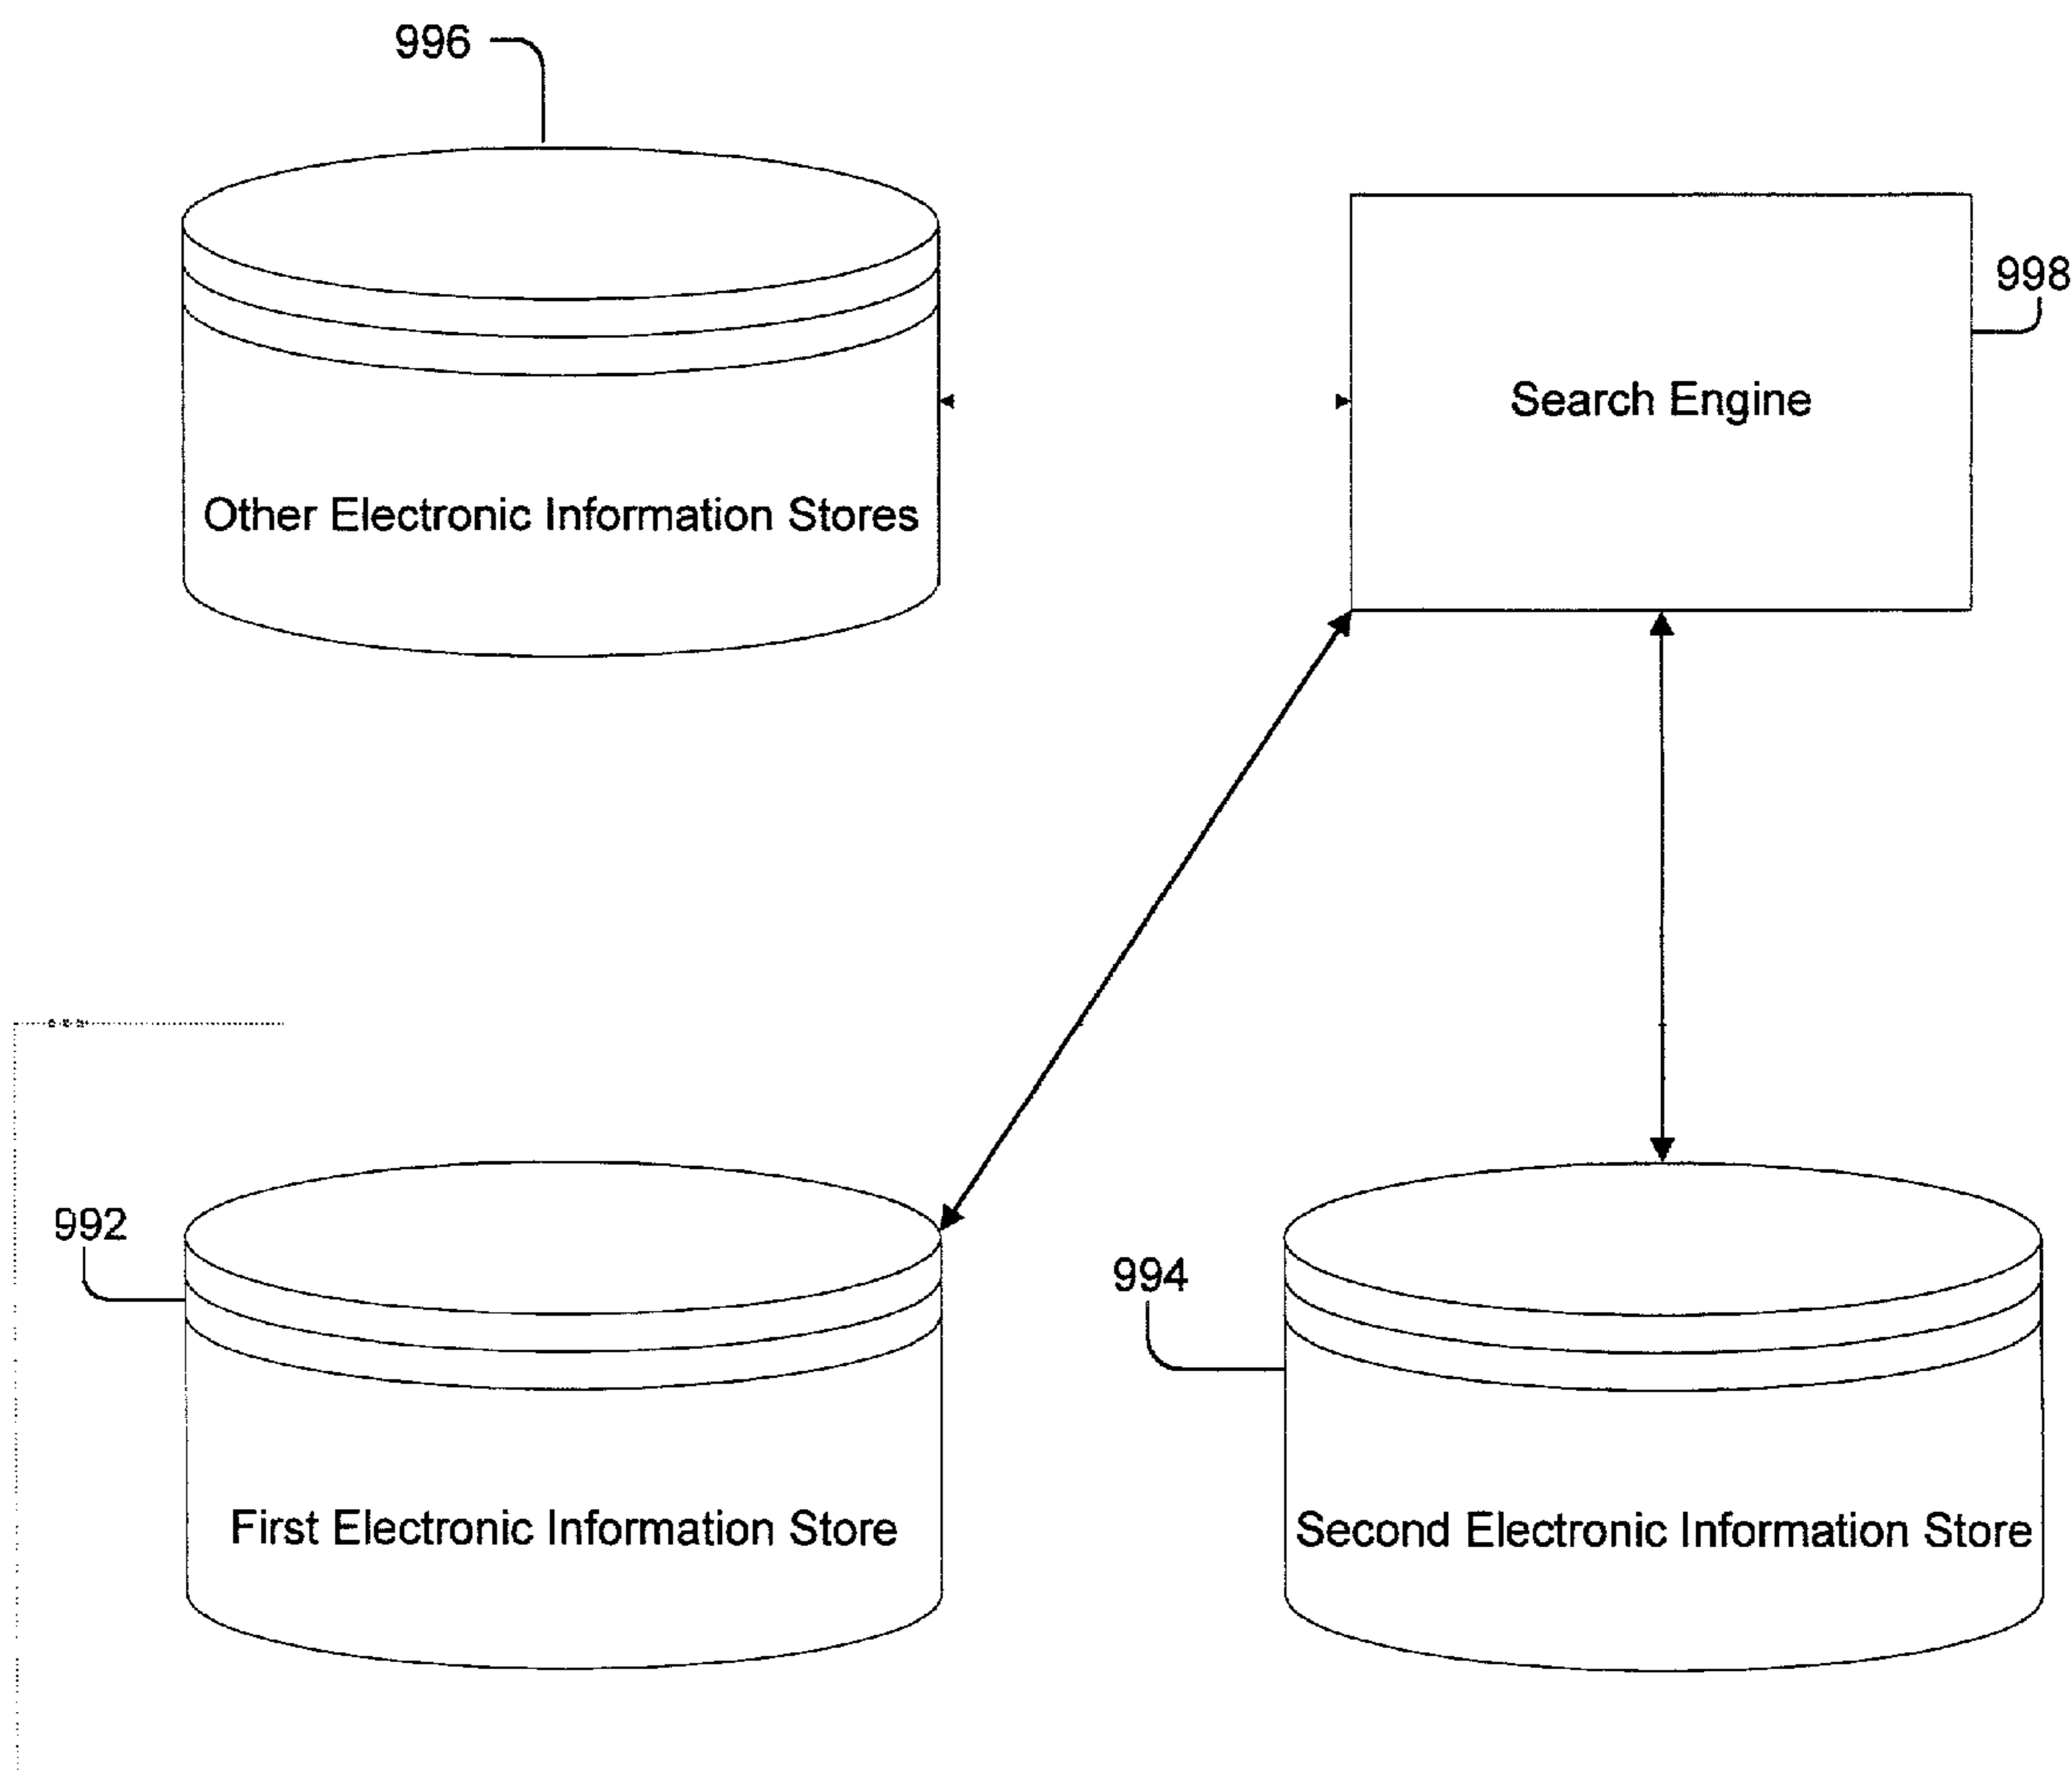 996
998
Search Engine
Other Electronic Information Stores
992
994
First Electronic Information Store
Second Electronic Information Store